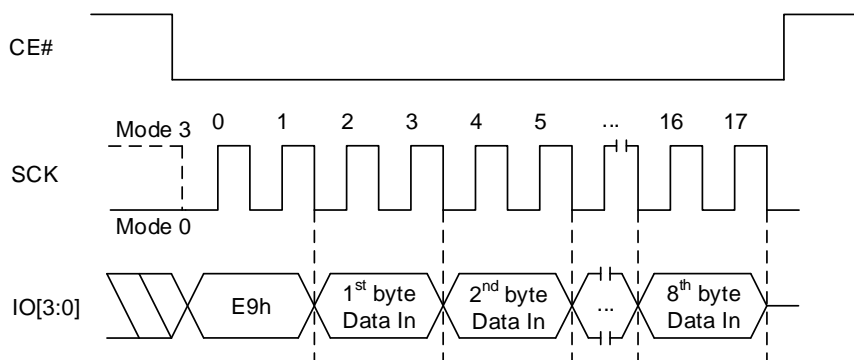 CE#
0 1 2 3 4 5 ... 16 17
Mode 3
SCK
Mode 0
IO[3:0]
E9h
1st byte
Data In
2nd byte
Data In
...
8th byte
Data In